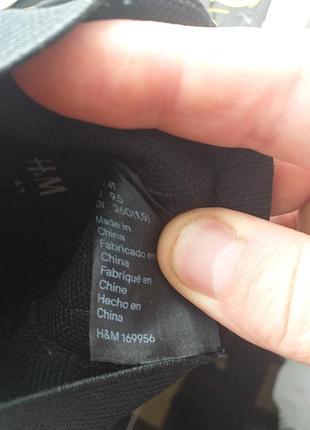 H&M
41
41
9.5
260(1,5)
Made in
China
Fabricado en
China
Fabriqué en
Chine
Hecho en
China
H&M 169956